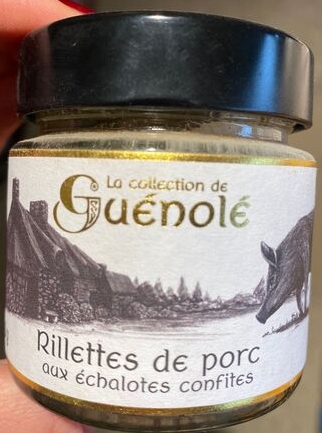 La collection de
Guénolé
Rillettes de porc
aux échalotes confites